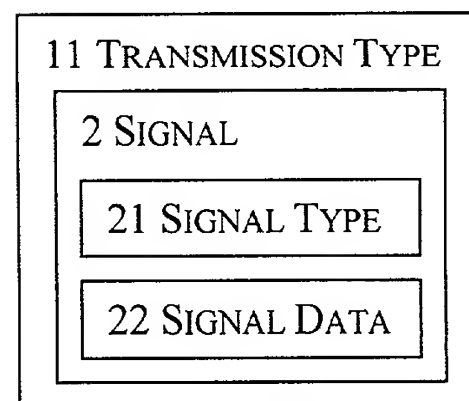 11 TRANSMISSION TYPE
2 SIGNAL
21 SIGNAL TYPE
22 SIGNAL DATA